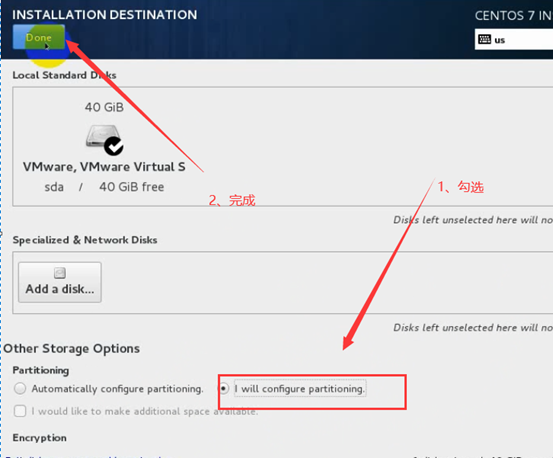 INSTALLATION DESTINATION
CENTOS 7 IN
Done
us
Local Standard Disks
40 GiB
VMware, VMware Virtual S
sda / 40 GiB free
2、完成
1、勾选
Disks left unselected here will no
Specialized & Network Disks
Add a disk...
Disks left unselected here will no
Other Storage Options
Partitioning
Automatically configure partitioning.
I will configure partitioning.
I would like to make additional space available.
Encryption